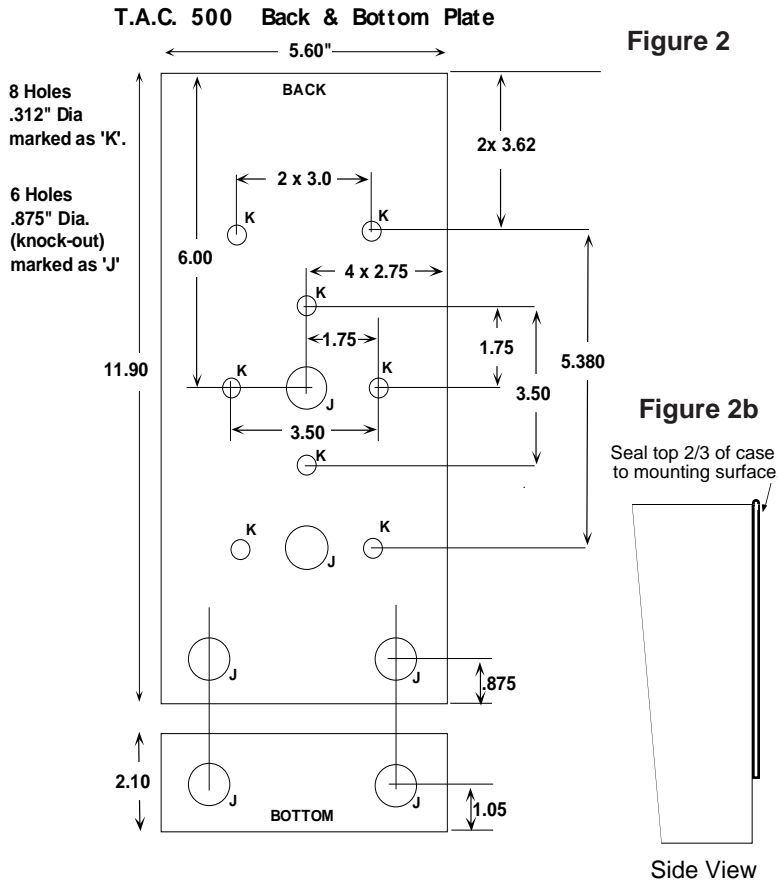 T.A.C. 500 Back & Bottom Plate
5.60"
Figure 2
8 Holes
.312" Dia
marked as 'K'.
BACK
2x 3.62
6 Holes
.875" Dia.
(knock-out)
marked as 'J'
2 x 3.0
K
K
6.00
4 x 2.75
K
1.75
1.75
5.380
11.90
K
K
J
3.50
3.50
Figure 2b
Seal top 2/3 of case
to mounting surface
K
K
K
J
J
J
.875
2.10
J
J
BOTTOM
1.05
Side View